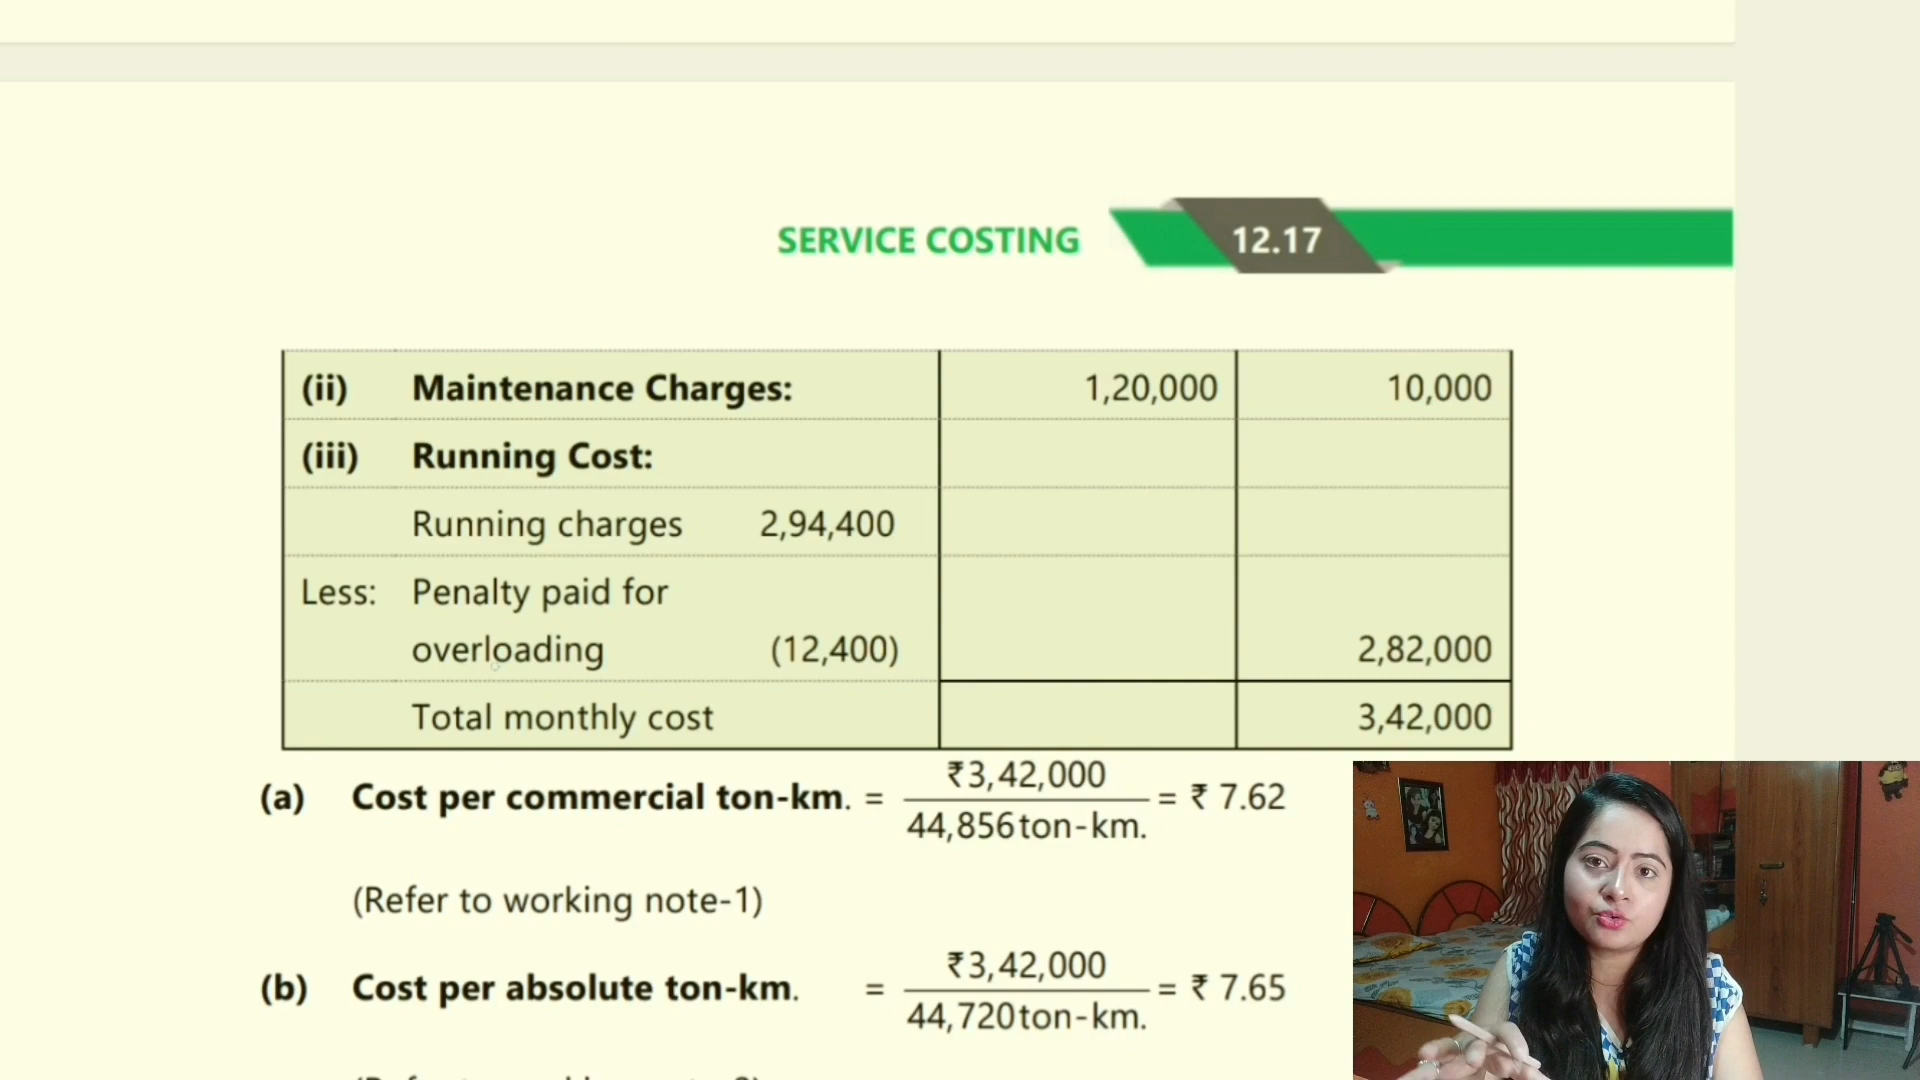 SERVICE COSTING 12.17
(ii) Maintenance Charges: 1,20,000 10,000
(iii) Running Cost:
Running charges 2,94,400
Less: Penalty paid for
overloading (12,400) 2,82,000
Total monthly cost 3,42,000
(a) Cost per commercial ton-km. = ₹3,42,000 / 44,856 ton-km. = ₹ 7.62
(Refer to working note-1)
(b) Cost per absolute ton-km. = ₹3,42,000 / 44,720 ton-km. = ₹ 7.65